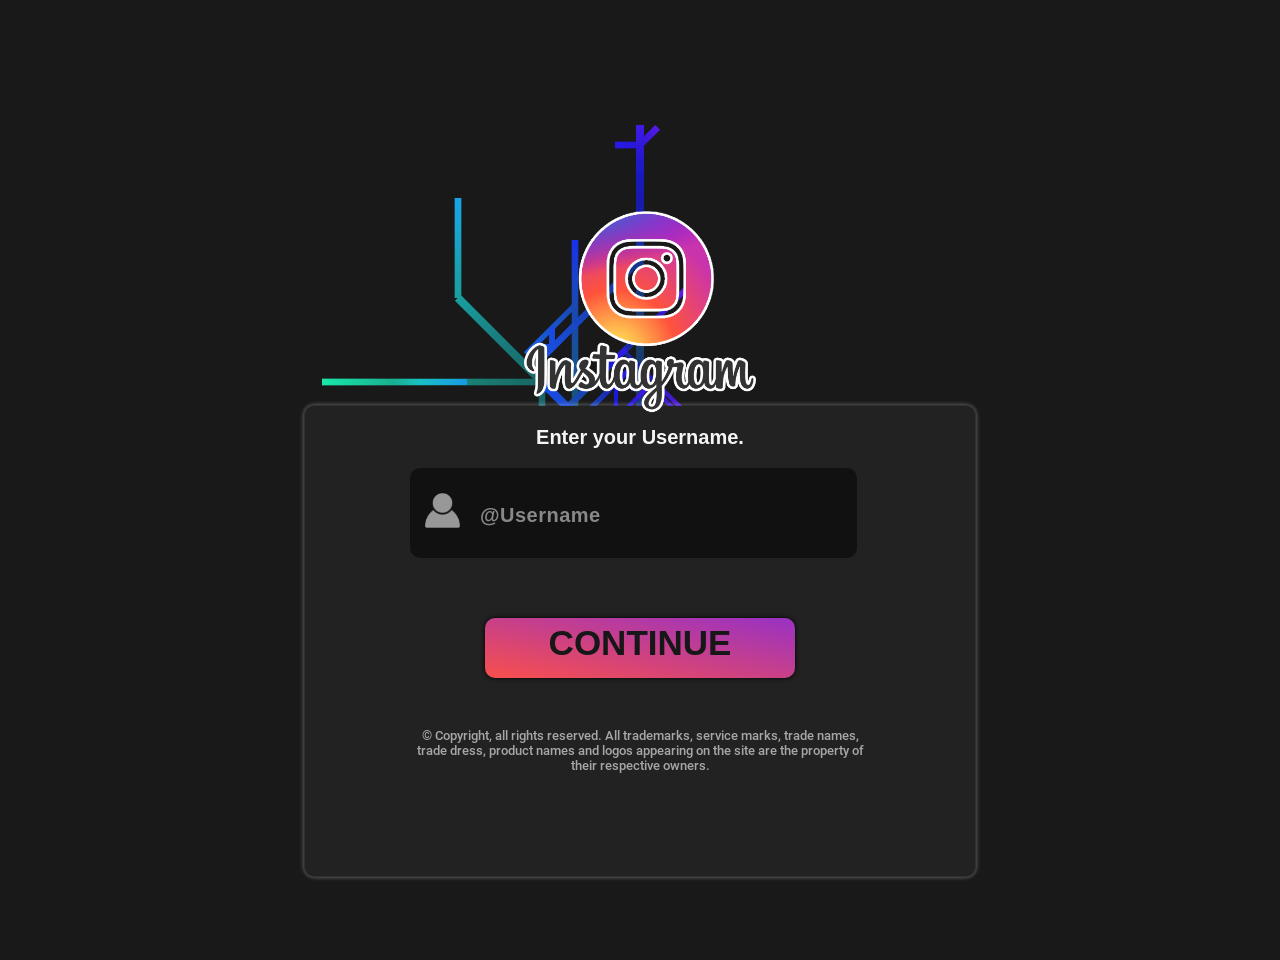 Instagram
Enter your Username.
@Username
CONTINUE
© Copyright, all rights reserved. All trademarks, service marks, trade names,
trade dress, product names and logos appearing on the site are the property of
their respective owners.